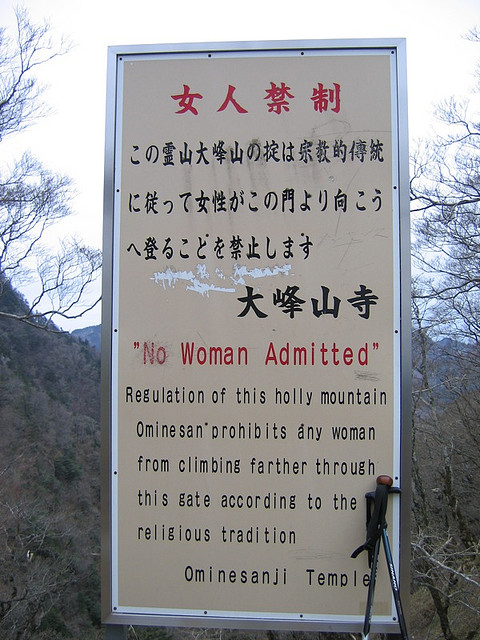 女人禁制
この霊山大峰山の掟は宗教的傳統
に従って女性がこの門より向こう
へ登ることを禁止します
大峰山寺
"No Woman Admitted"
Regulation of this holly mountain
Ominesan prohibits any woman
from climbing farther through
this gate according to the
religious tradition
Ominesanji Temple